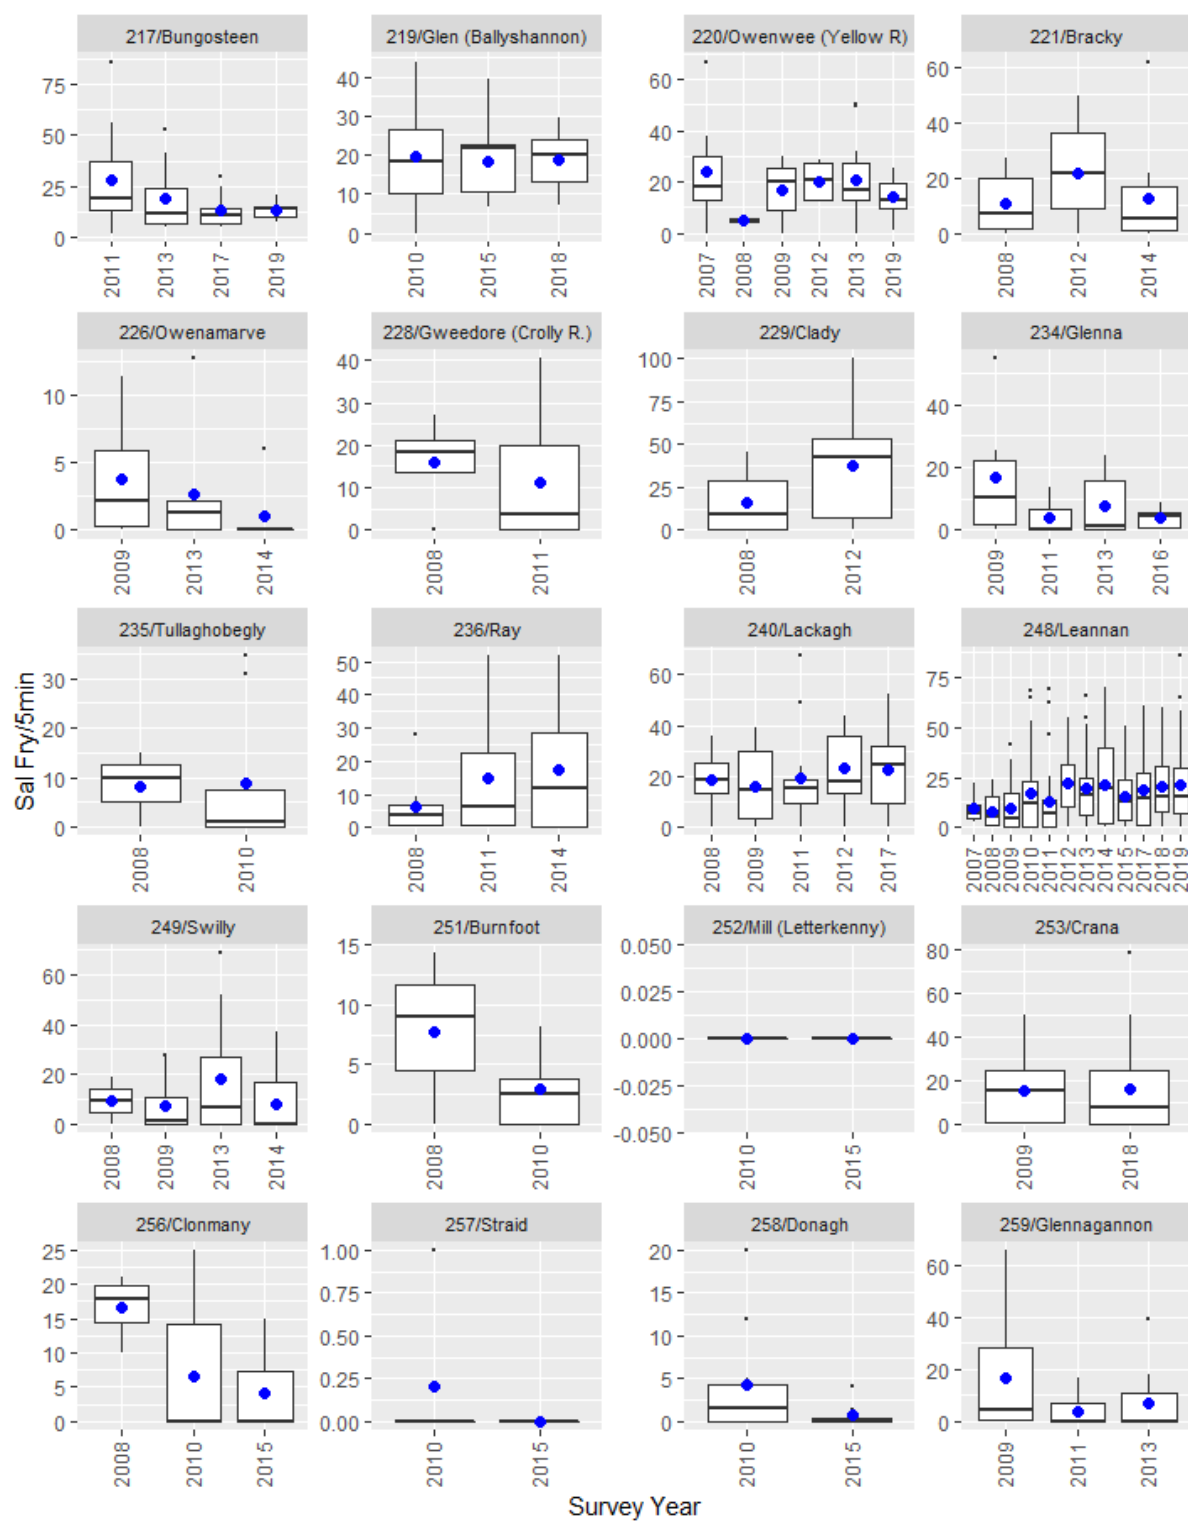 217/Bungosteen
219/Glen (Ballyshannon)
220/Owenwee (Yellow R)
221/Bracky
75
50
25
0
40
30
20
10
0
60
40
20
0
60
40
20
0
2011 2013 2017 2019
2010 2015 2018
2007 2008 2009 2012 2013 2019
2008 2012 2014
226/Owenamarve
228/Gweedore (Crolly R.)
229/Clady
234/Glenna
10
5
0
40
30
20
10
0
100
75
50
25
0
40
20
0
2009 2013 2014
2008 2011
2008 2012
2009 2011 2013 2016
235/Tullaghobegly
236/Ray
240/Lackagh
248/Leannan
30
20
10
0
50
40
30
20
10
0
60
40
20
0
75
50
25
0
2008 2010
2008 2011 2014
2008 2009 2011 2012 2017
2007 2008 2009 2010 2011 2012 2013 2014 2015 2017 2018 2019
Sal Fry/5min
249/Swilly
251/Burnfoot
252/Mill (Letterkenny)
253/Crana
60
40
20
0
15
10
5
0
0.050
0.025
0.000
-0.025
-0.050
80
60
40
20
0
2008 2009 2013 2014
2008 2010
2010 2015
2009 2018
256/Clonmany
257/Straid
258/Donagh
259/Glennagannon
25
20
15
10
5
0
1.00
0.75
0.50
0.25
0.00
20
15
10
5
0
60
40
20
0
2008 2010 2015
2010 2015
2010 2015
2009 2011 2013
Survey Year